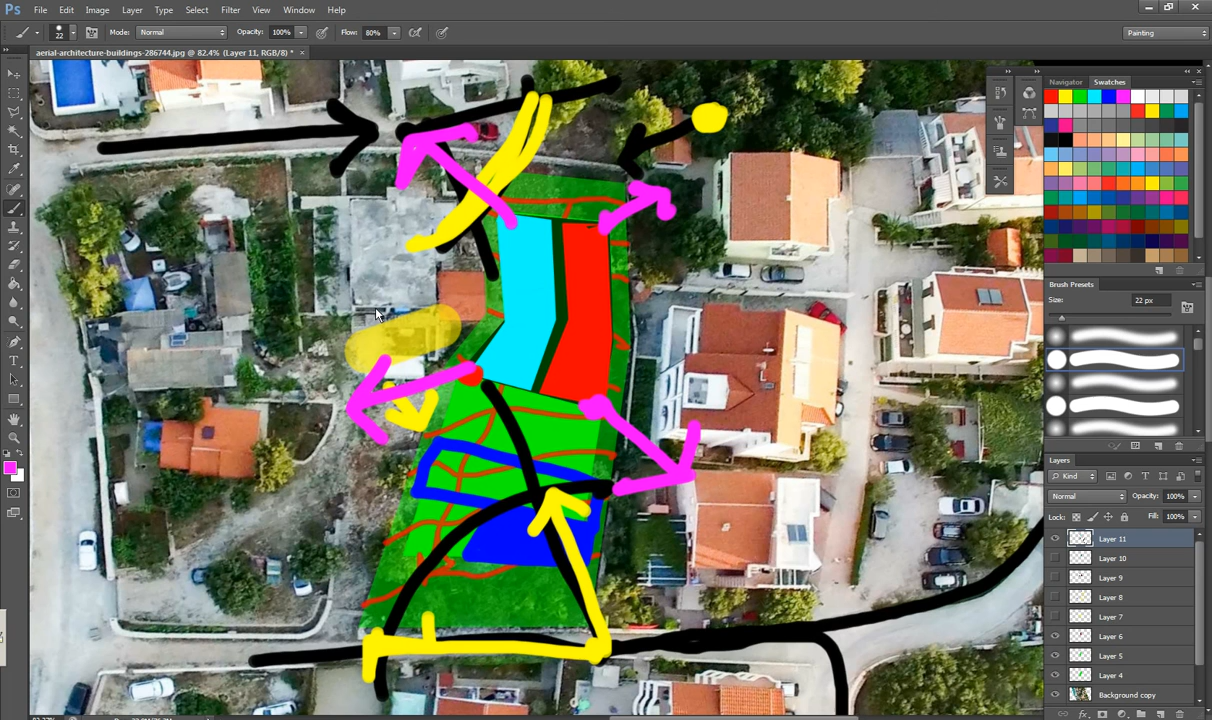 Ps File Edit Image Layer Type Select Filter View Window Help
22 Mode: Normal Opacity: 100% Flow: 80% Painting
aerial-architecture-buildings-286744.jpg @ 82.4% (Layer 11, RGB/8) * ×
Navigator Swatches
Brush Presets
Size: 22 px
Layers
Kind
Normal Opacity: 100%
Lock: Fill: 100%
Layer 11
Layer 10
Layer 9
Layer 8
Layer 7
Layer 6
Layer 5
Layer 4
Background copy